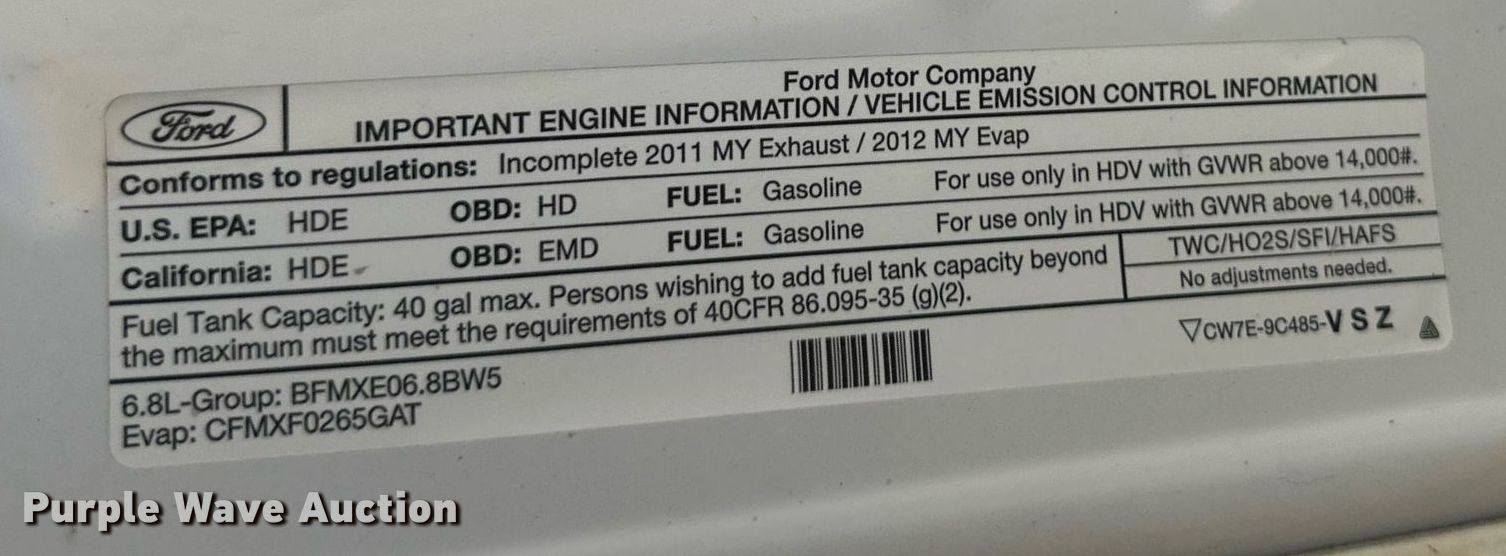 Ford
Ford Motor Company
IMPORTANT ENGINE INFORMATION / VEHICLE EMISSION CONTROL INFORMATION
Conforms to regulations: Incomplete 2011 MY Exhaust / 2012 MY Evap
U.S. EPA: HDE OBD: HD FUEL: Gasoline For use only in HDV with GVWR above 14,000#.
California: HDE OBD: EMD FUEL: Gasoline For use only in HDV with GVWR above 14,000#.
Fuel Tank Capacity: 40 gal max. Persons wishing to add fuel tank capacity beyond
the maximum must meet the requirements of 40CFR 86.095-35 (g)(2).
TWC/HO2S/SFI/HAFS
No adjustments needed.
6.8L-Group: BFMXE06.8BW5
Evap: CFMXF0265GAT
▽CW7E-9C485-V S Z
Purple Wave Auction